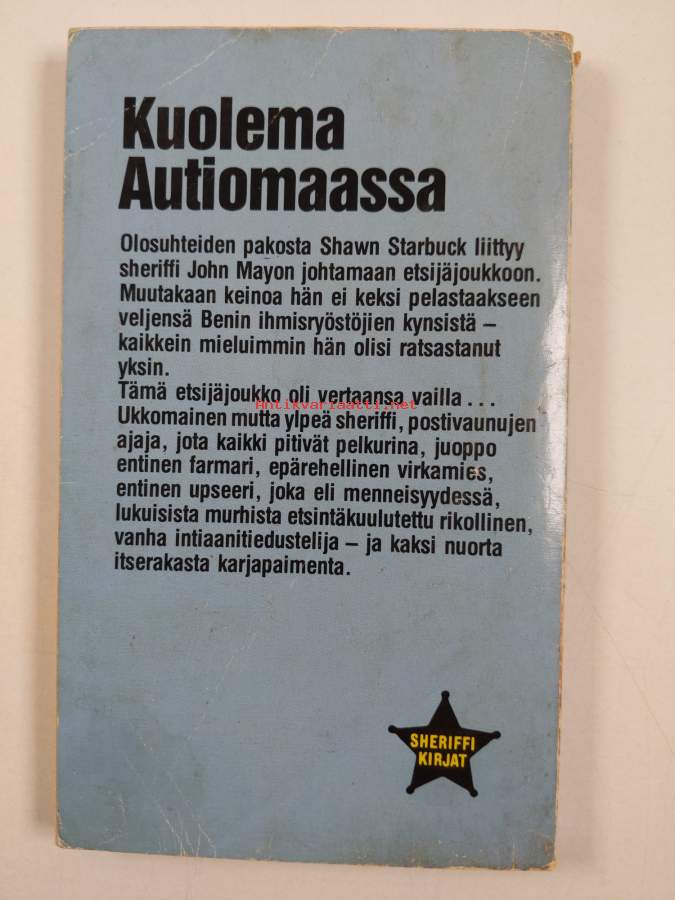 Kuolema
Autiomaassa
Olosuhteiden pakosta Shawn Starbuck liittyy
sheriffi John Mayon johtamaan etsijäjoukkoon.
Muutakaan keinoa hän ei keksi pelastaakseen
veljensä Benin ihmisryöstöjien kynsistä –
kaikkein mieluimmin hän olisi ratsastanut
yksin.
Tämä etsijäjoukko oli vertaansa vailla ...
Antikvariaatti.net
Ukkomainen mutta ylpeä sheriffi, postivaunujen
ajaja, jota kaikki pitivät pelkurina, juoppo
entinen farmari, epärehellinen virkamies,
entinen upseeri, joka eli menneisyydessä,
lukuisista murhista etsintäkuulutettu rikollinen,
vanha intiaanitiedustelija – ja kaksi nuorta
itserakasta karjapaimenta.
SHERIFFI
KIRJAT